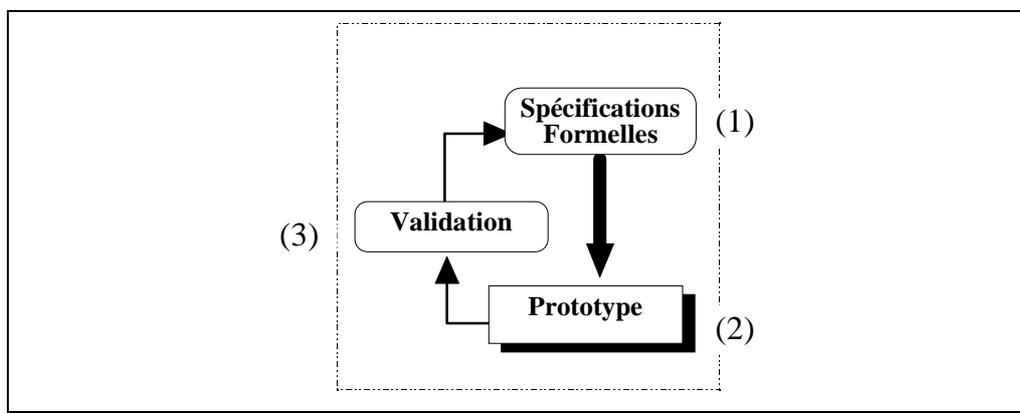 Spécifications
Formelles
(1)
Validation
(3)
Prototype
(2)